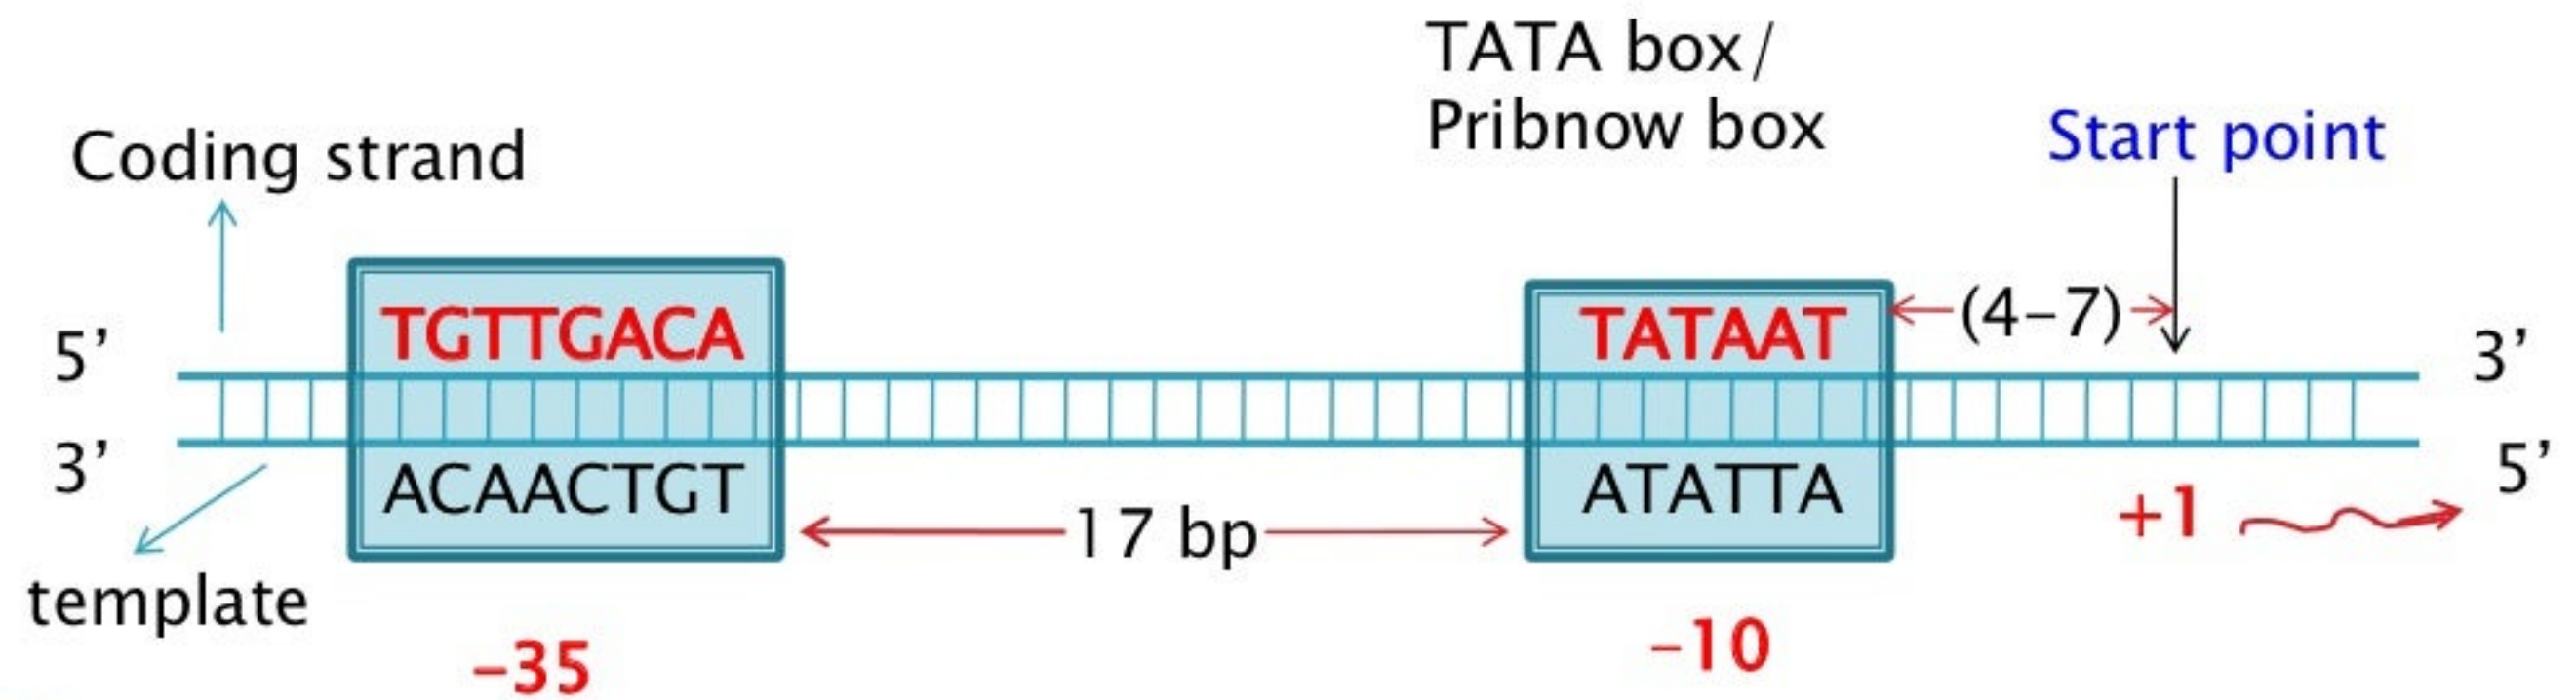 TATA box/
Pribnow box
Coding strand
Start point
TGTTGACA
TATAAT
(4-7)
5’
3’
3’
5’
ACAACTGT
17 bp
ATATTA
+1
template
-35
-10